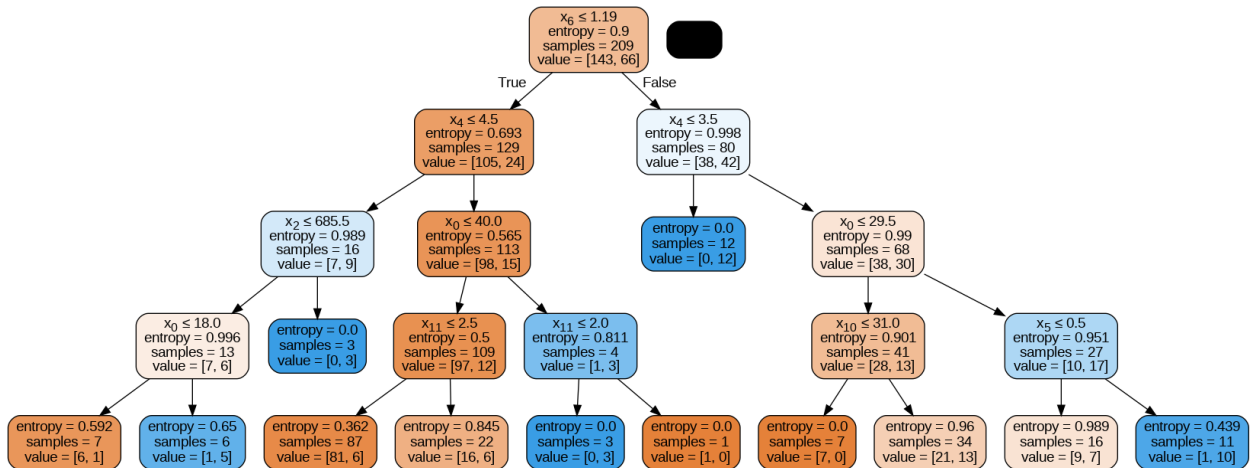 x6 ≤ 1.19
entropy = 0.9
samples = 209
value = [143, 66]
True
False
x4 ≤ 4.5
entropy = 0.693
samples = 129
value = [105, 24]
x4 ≤ 3.5
entropy = 0.998
samples = 80
value = [38, 42]
x2 ≤ 685.5
entropy = 0.989
samples = 16
value = [7, 9]
x0 ≤ 40.0
entropy = 0.565
samples = 113
value = [98, 15]
entropy = 0.0
samples = 12
value = [0, 12]
x0 ≤ 29.5
entropy = 0.99
samples = 68
value = [38, 30]
x0 ≤ 18.0
entropy = 0.996
samples = 13
value = [7, 6]
entropy = 0.0
samples = 3
value = [0, 3]
x11 ≤ 2.5
entropy = 0.5
samples = 109
value = [97, 12]
x11 ≤ 2.0
entropy = 0.811
samples = 4
value = [1, 3]
x10 ≤ 31.0
entropy = 0.901
samples = 41
value = [28, 13]
x5 ≤ 0.5
entropy = 0.951
samples = 27
value = [10, 17]
entropy = 0.592
samples = 7
value = [6, 1]
entropy = 0.65
samples = 6
value = [1, 5]
entropy = 0.362
samples = 87
value = [81, 6]
entropy = 0.845
samples = 22
value = [16, 6]
entropy = 0.0
samples = 3
value = [0, 3]
entropy = 0.0
samples = 1
value = [1, 0]
entropy = 0.0
samples = 7
value = [7, 0]
entropy = 0.96
samples = 34
value = [21, 13]
entropy = 0.989
samples = 16
value = [9, 7]
entropy = 0.439
samples = 11
value = [1, 10]